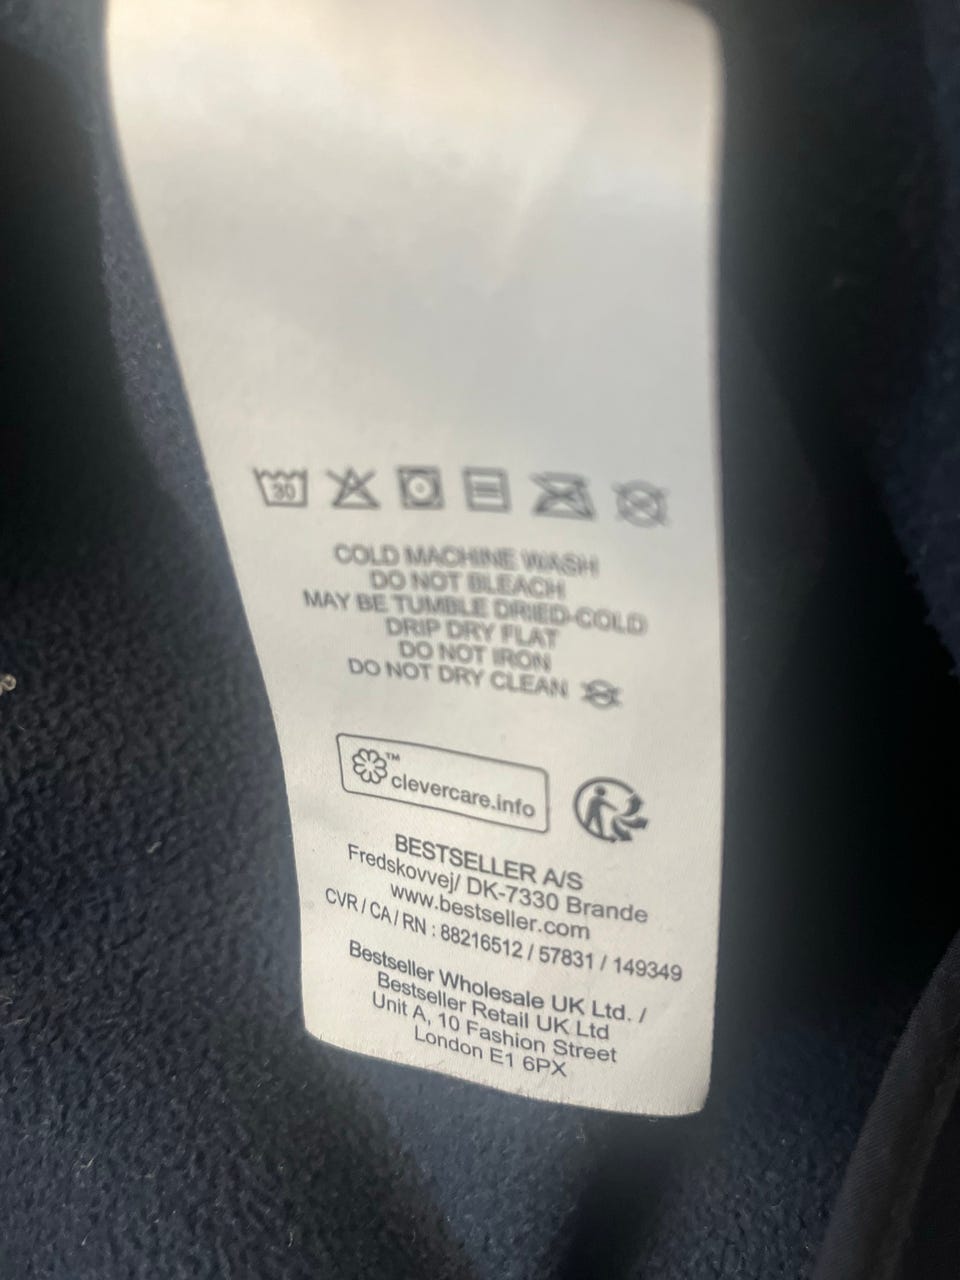 30
COLD MACHINE WASH
DO NOT BLEACH
MAY BE TUMBLE DRIED-COLD
DRIP DRY FLAT
DO NOT IRON
DO NOT DRY CLEAN
™
clevercare.info
BESTSELLER A/S
Fredskovvej/ DK-7330 Brande
www.bestseller.com
CVR / CA / RN : 88216512 / 57831 / 149349
Bestseller Wholesale UK Ltd. /
Bestseller Retail UK Ltd
Unit A, 10 Fashion Street
London E1 6PX